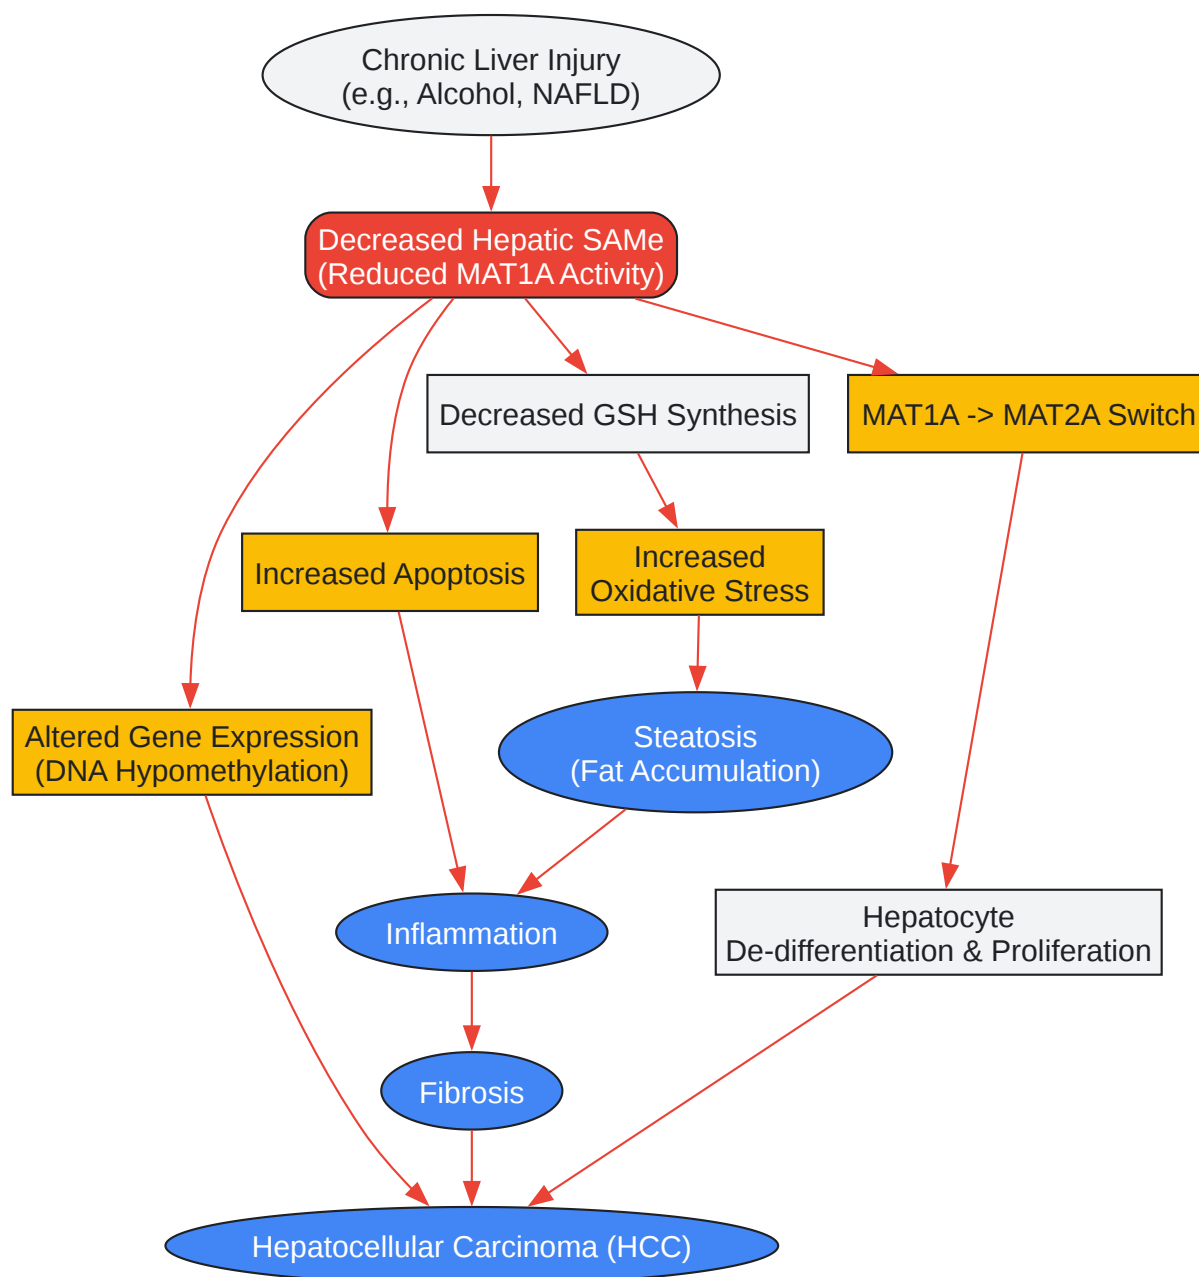 Chronic Liver Injury
(e.g., Alcohol, NAFLD)
Decreased Hepatic SAMe
(Reduced MAT1A Activity)
Decreased GSH Synthesis
MAT1A -> MAT2A Switch
Increased Apoptosis
Increased
Oxidative Stress
Altered Gene Expression
(DNA Hypomethylation)
Steatosis
(Fat Accumulation)
Inflammation
Hepatocyte
De-differentiation & Proliferation
Fibrosis
Hepatocellular Carcinoma (HCC)